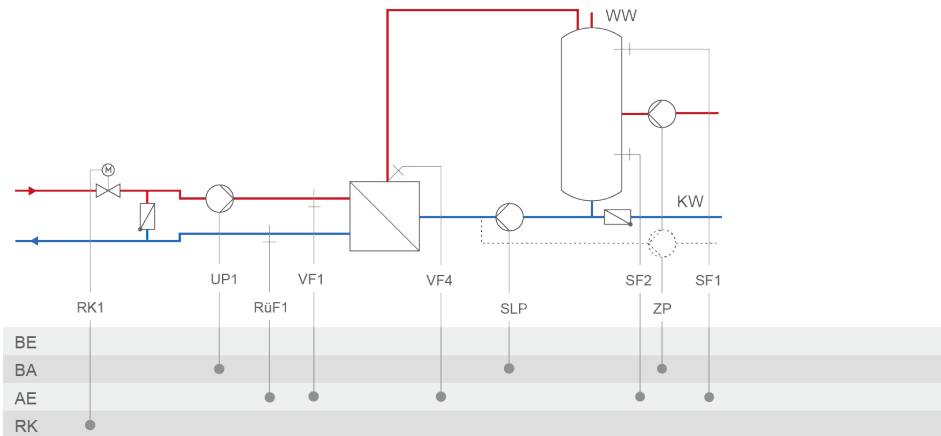 WW
M
KW
UP1 VF1 VF4 SF2 SF1
RK1 RüF1 SLP ZP
BE
BA
AE
RK